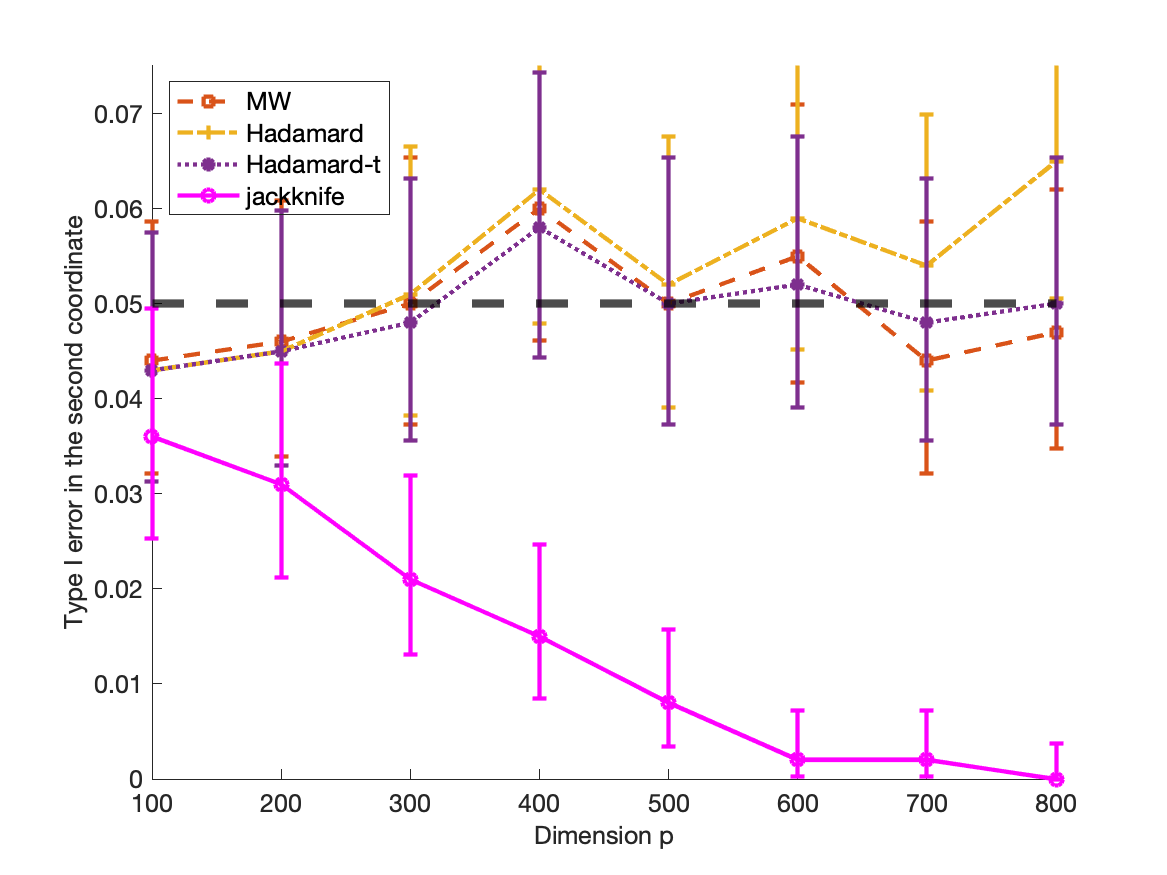 MW
Hadamard
Hadamard-t
jackknife
Type I error in the second coordinate
0.07
0.06
0.05
0.04
0.03
0.02
0.01
0
100 200 300 400 500 600 700 800
Dimension p